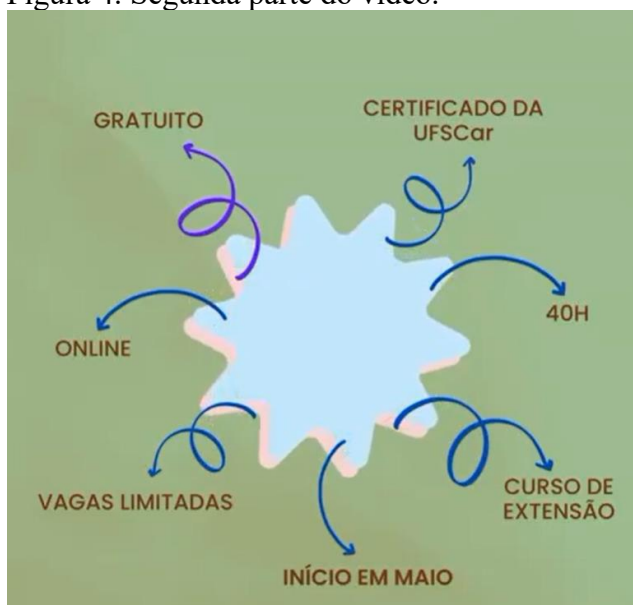 Figura 4: Segunda parte do vídeo.
GRATUITO
CERTIFICADO DA
UFSCar
40H
ONLINE
VAGAS LIMITADAS
CURSO DE
EXTENSÃO
INÍCIO EM MAIO